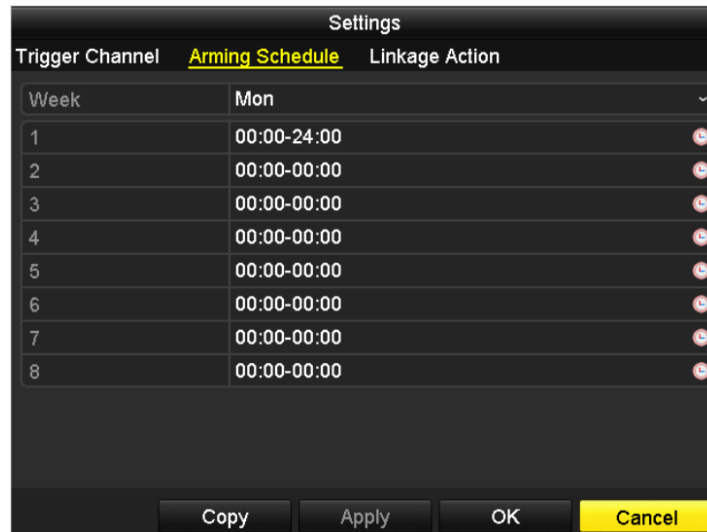 Settings
Trigger Channel Arming Schedule Linkage Action
Week Mon
1 00:00-24:00
2 00:00-00:00
3 00:00-00:00
4 00:00-00:00
5 00:00-00:00
6 00:00-00:00
7 00:00-00:00
8 00:00-00:00
Copy Apply OK Cancel